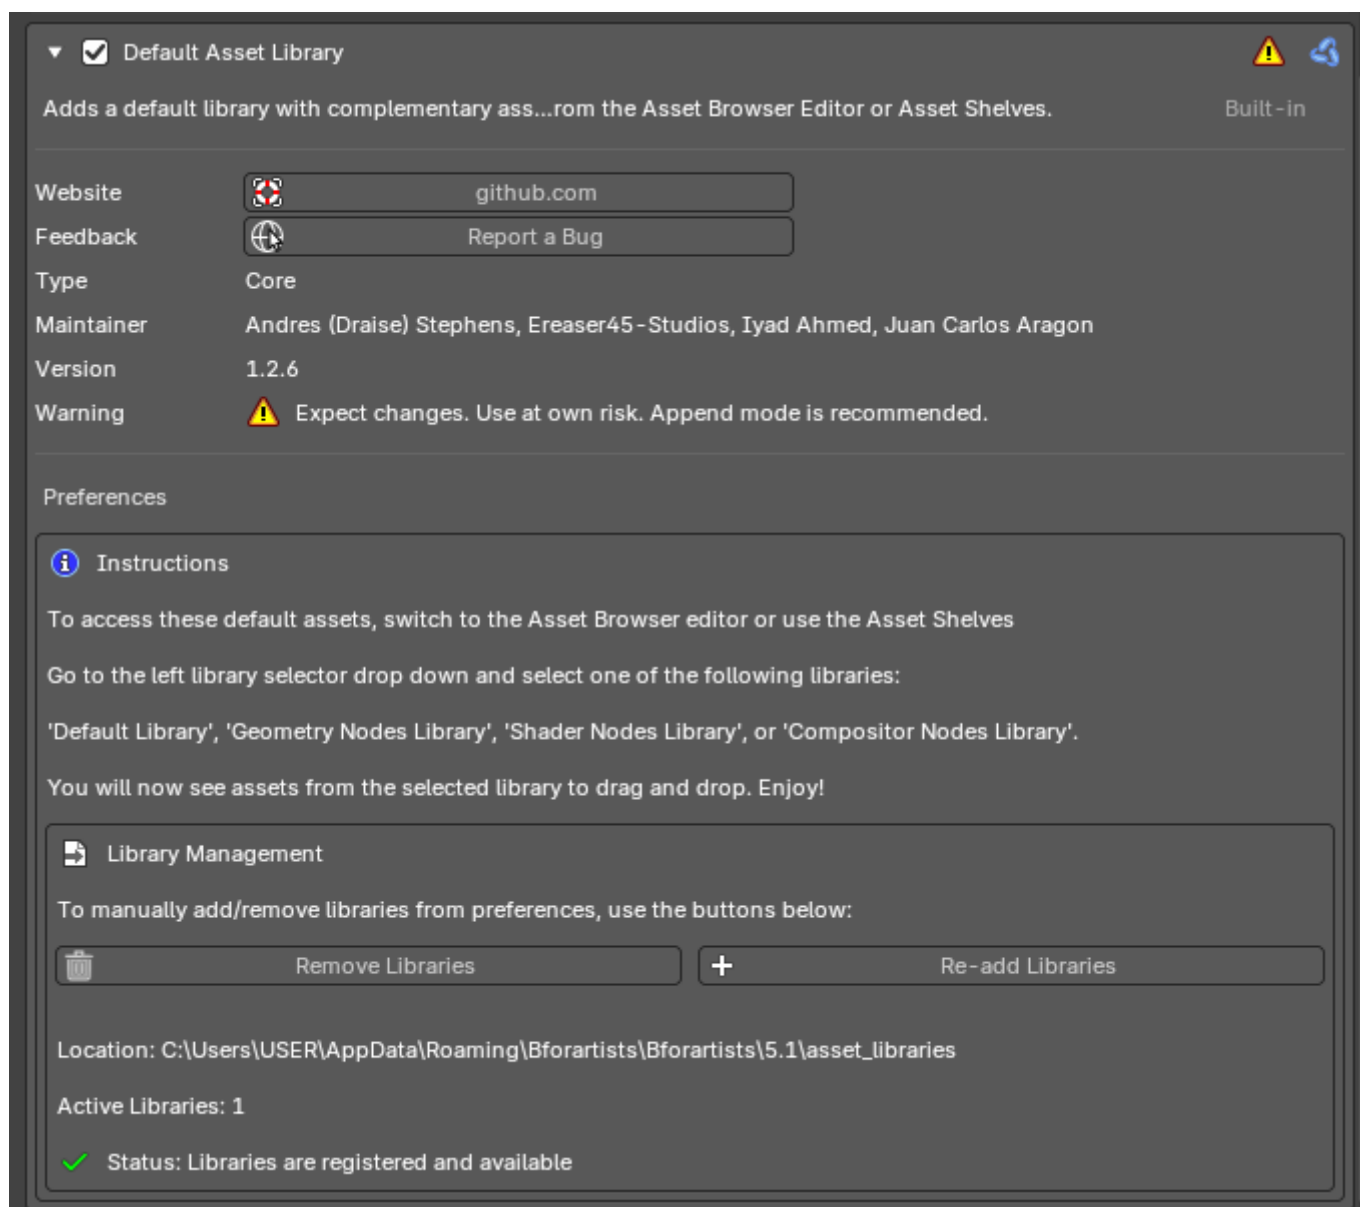 Default Asset Library
Adds a default library with complementary ass...rom the Asset Browser Editor or Asset Shelves. Built-in
Website github.com
Feedback Report a Bug
Type Core
Maintainer Andres (Draise) Stephens, Ereaser45-Studios, Iyad Ahmed, Juan Carlos Aragon
Version 1.2.6
Warning Expect changes. Use at own risk. Append mode is recommended.
Preferences
Instructions
To access these default assets, switch to the Asset Browser editor or use the Asset Shelves
Go to the left library selector drop down and select one of the following libraries:
'Default Library', 'Geometry Nodes Library', 'Shader Nodes Library', or 'Compositor Nodes Library'.
You will now see assets from the selected library to drag and drop. Enjoy!
Library Management
To manually add/remove libraries from preferences, use the buttons below:
Remove Libraries Re-add Libraries
Location: C:\Users\USER\AppData\Roaming\Bforartists\Bforartists\5.1\asset_libraries
Active Libraries: 1
Status: Libraries are registered and available